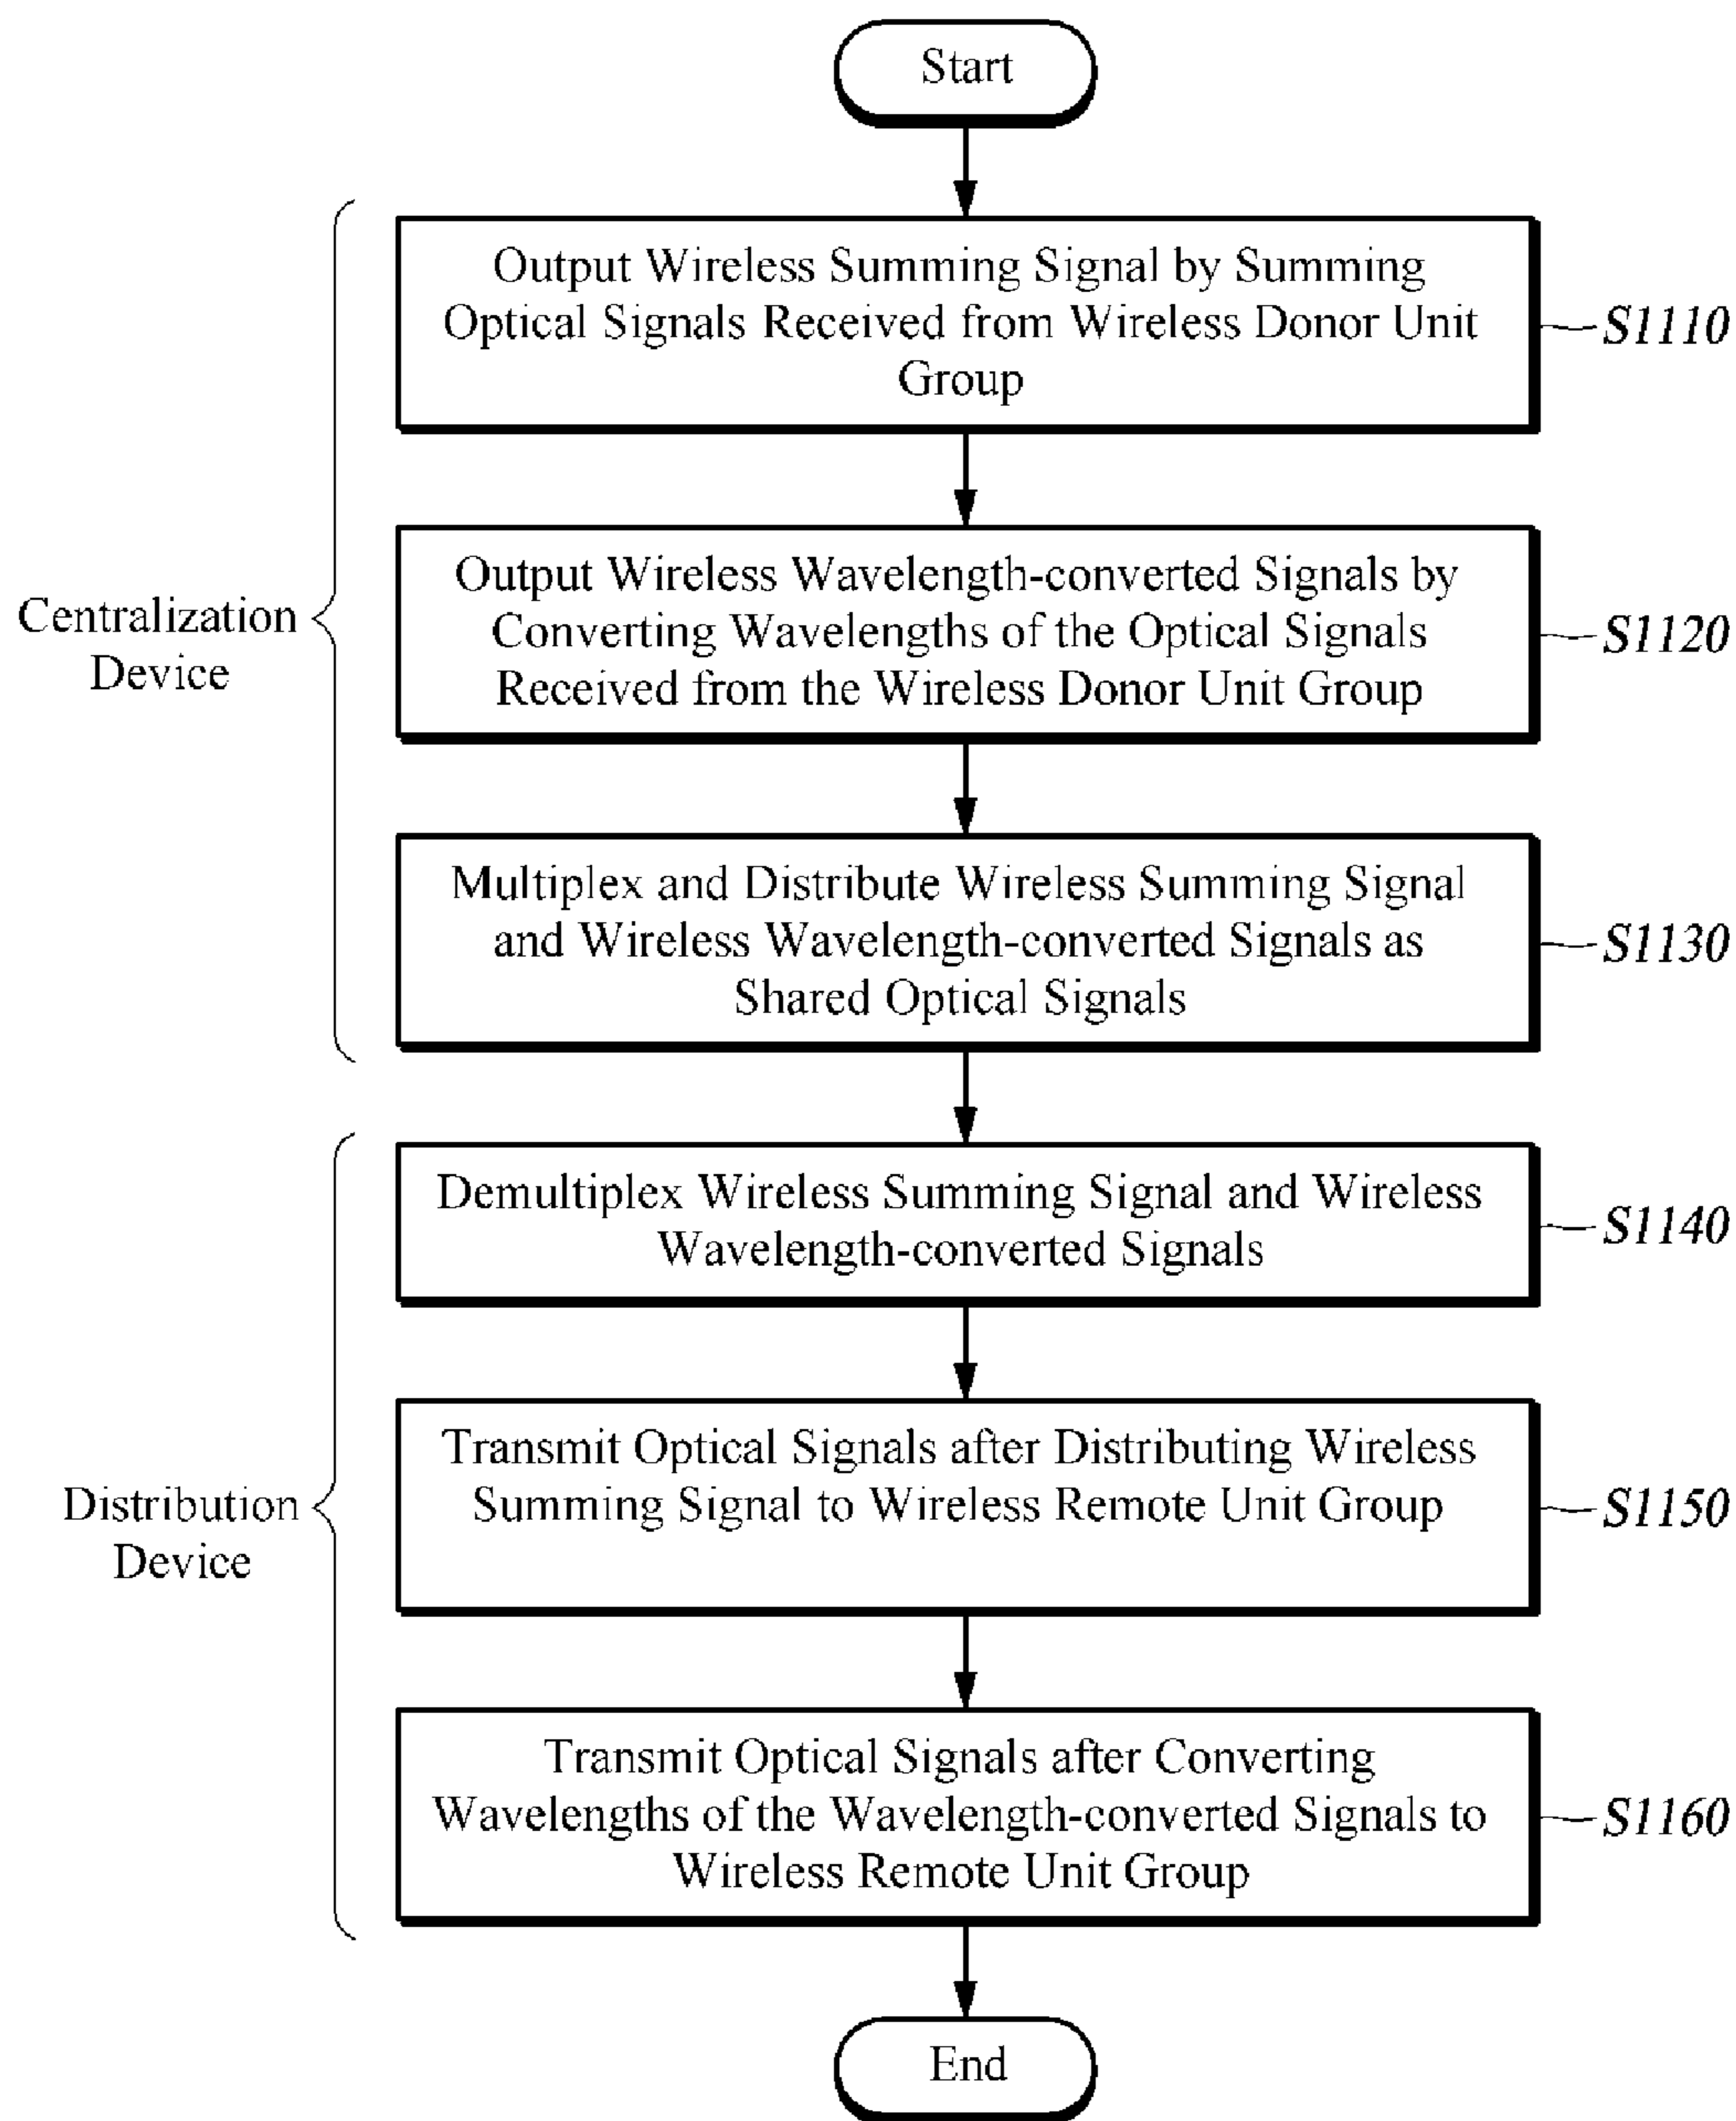 Start
Output Wireless Summing Signal by Summing
Optical Signals Received from Wireless Donor Unit
Group
S1110
Centralization
Device
Output Wireless Wavelength-converted Signals by
Converting Wavelengths of the Optical Signals
Received from the Wireless Donor Unit Group
S1120
Multiplex and Distribute Wireless Summing Signal
and Wireless Wavelength-converted Signals as
Shared Optical Signals
S1130
Demultiplex Wireless Summing Signal and Wireless
Wavelength-converted Signals
S1140
Distribution
Device
Transmit Optical Signals after Distributing Wireless
Summing Signal to Wireless Remote Unit Group
S1150
Transmit Optical Signals after Converting
Wavelengths of the Wavelength-converted Signals to
Wireless Remote Unit Group
S1160
End